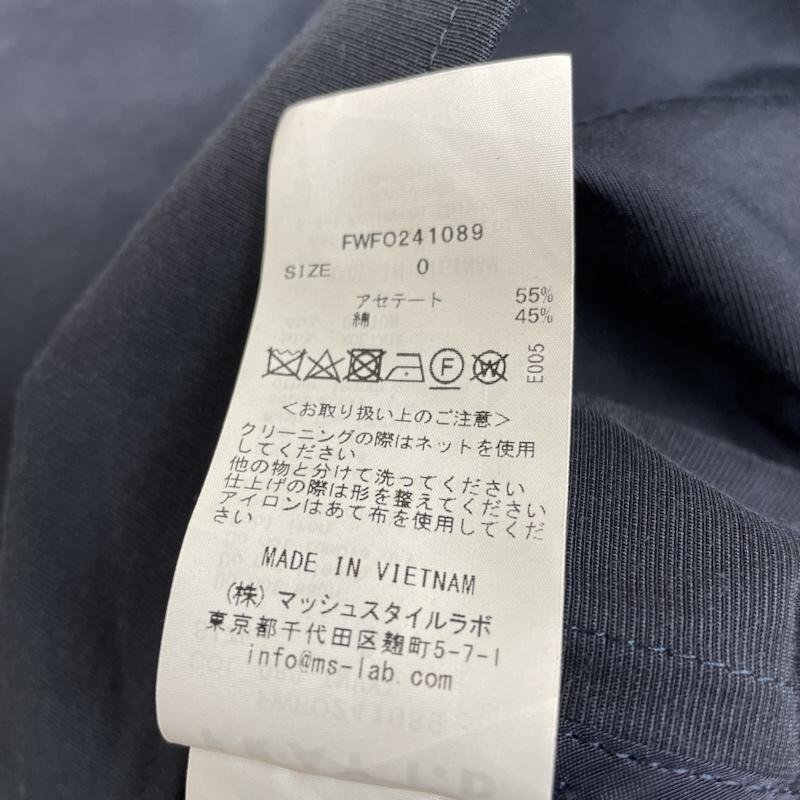 FWFO241089
SIZE 0
アセテート 55%
綿 45%
F W E005
<お取り扱い上のご注意>
クリーニングの際はネットを使用
してください
他の物と分けて洗ってください
仕上げの際は形を整えてください
アイロンはあて布を使用してくだ
さい
MADE IN VIETNAM
(株) マッシュスタイルラボ
東京都千代田区麹町5-7-1
info@ms-lab.com